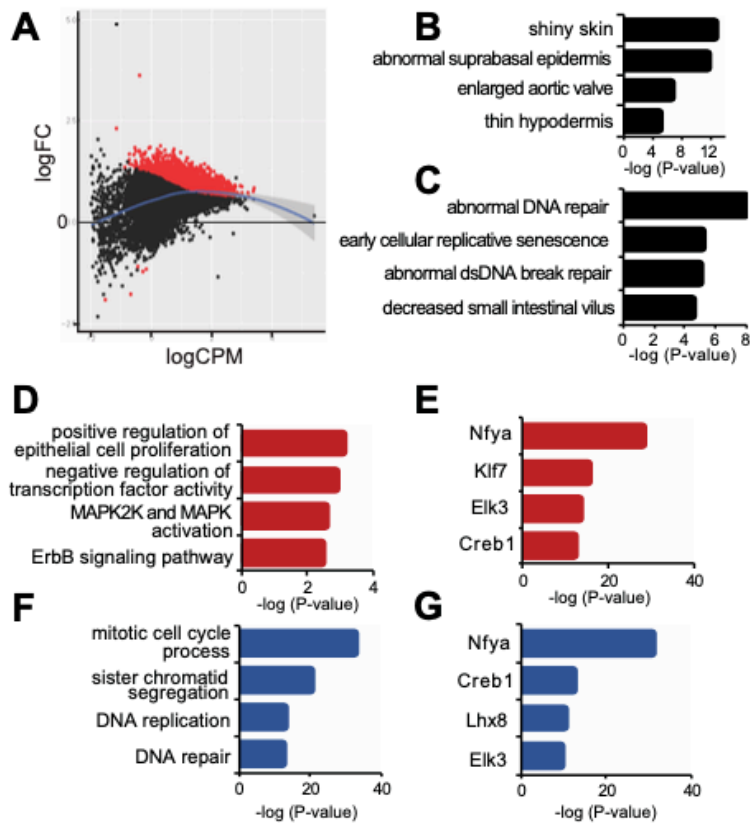 A
5.0
logFC
2.5
0
logCPM
B
shiny skin
abnormal suprabasal epidermis
enlarged aortic valve
thin hypodermis
0 4 8 12
-log (P-value)
C
abnormal DNA repair
early cellular replicative senescence
abnormal dsDNA break repair
decreased small intestinal vilus
0 2 4 6 8
-log (P-value)
D
positive regulation of
epithelial cell proliferation
negative regulation of
transcription factor activity
MAPK2K and MAPK
activation
ErbB signaling pathway
0 2 4
-log (P-value)
E
Nfya
Klf7
Elk3
Creb1
0 20 40
-log (P-value)
F
mitotic cell cycle
process
sister chromatid
segregation
DNA replication
DNA repair
0 20 40
-log (P-value)
G
Nfya
Creb1
Lhx8
Elk3
0 20 40
-log (P-value)